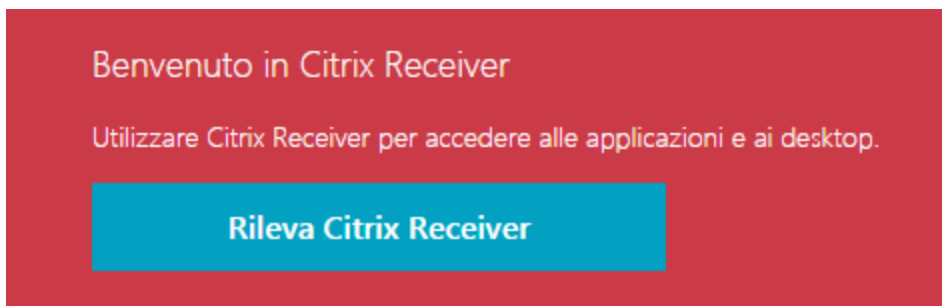 Benvenuto in Citrix Receiver
Utilizzare Citrix Receiver per accedere alle applicazioni e ai desktop.
Rileva Citrix Receiver